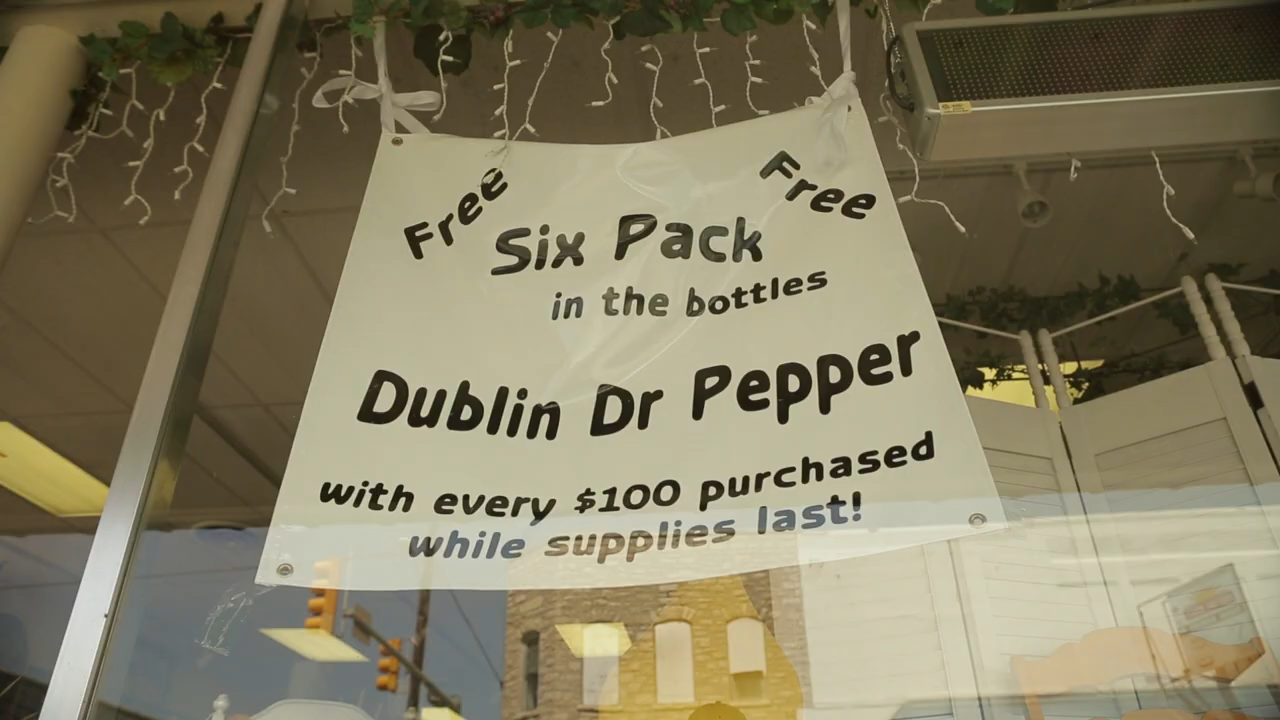 Free Free
Six Pack
in the bottles
Dublin Dr Pepper
with every $100 purchased
while supplies last!